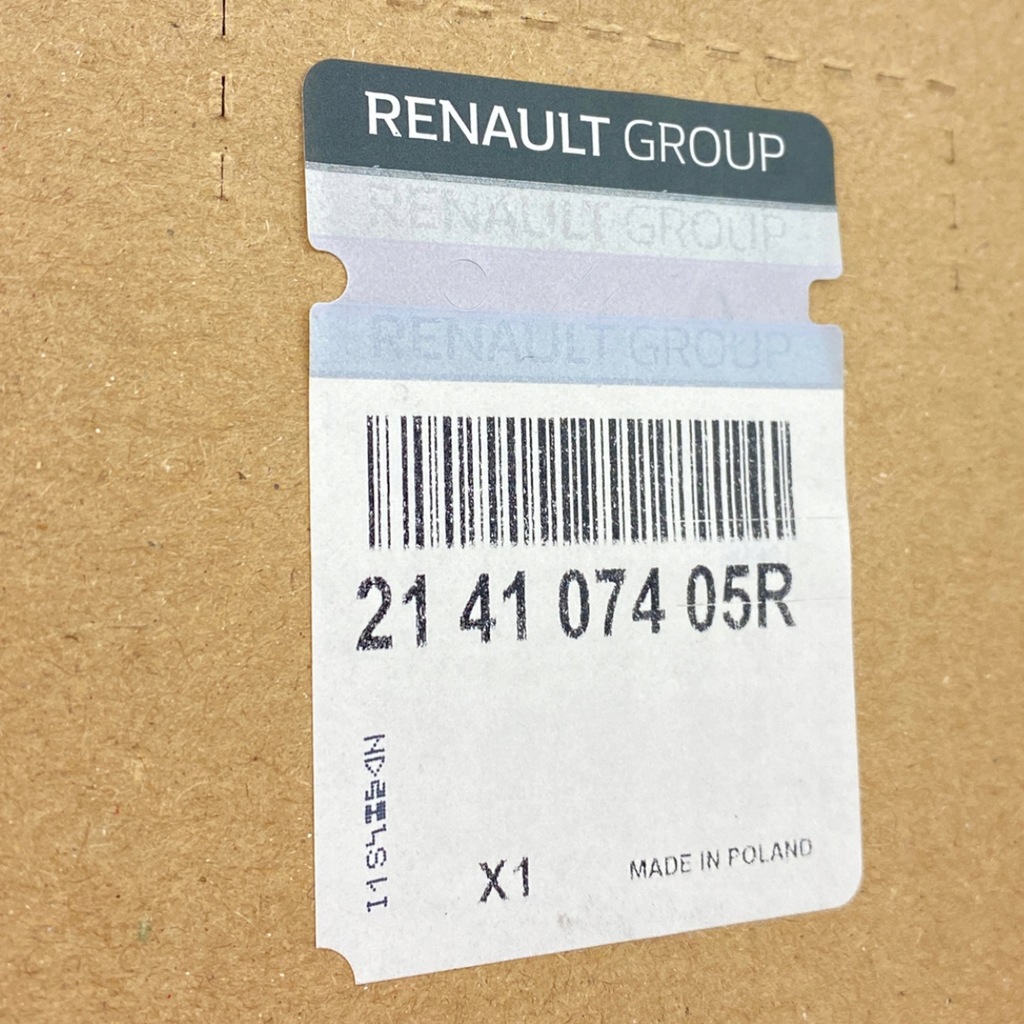 RENAULT GROUP
RENAULT GROUP
RENAULT GROUP
21 41 074 05R
X1
MADE IN POLAND